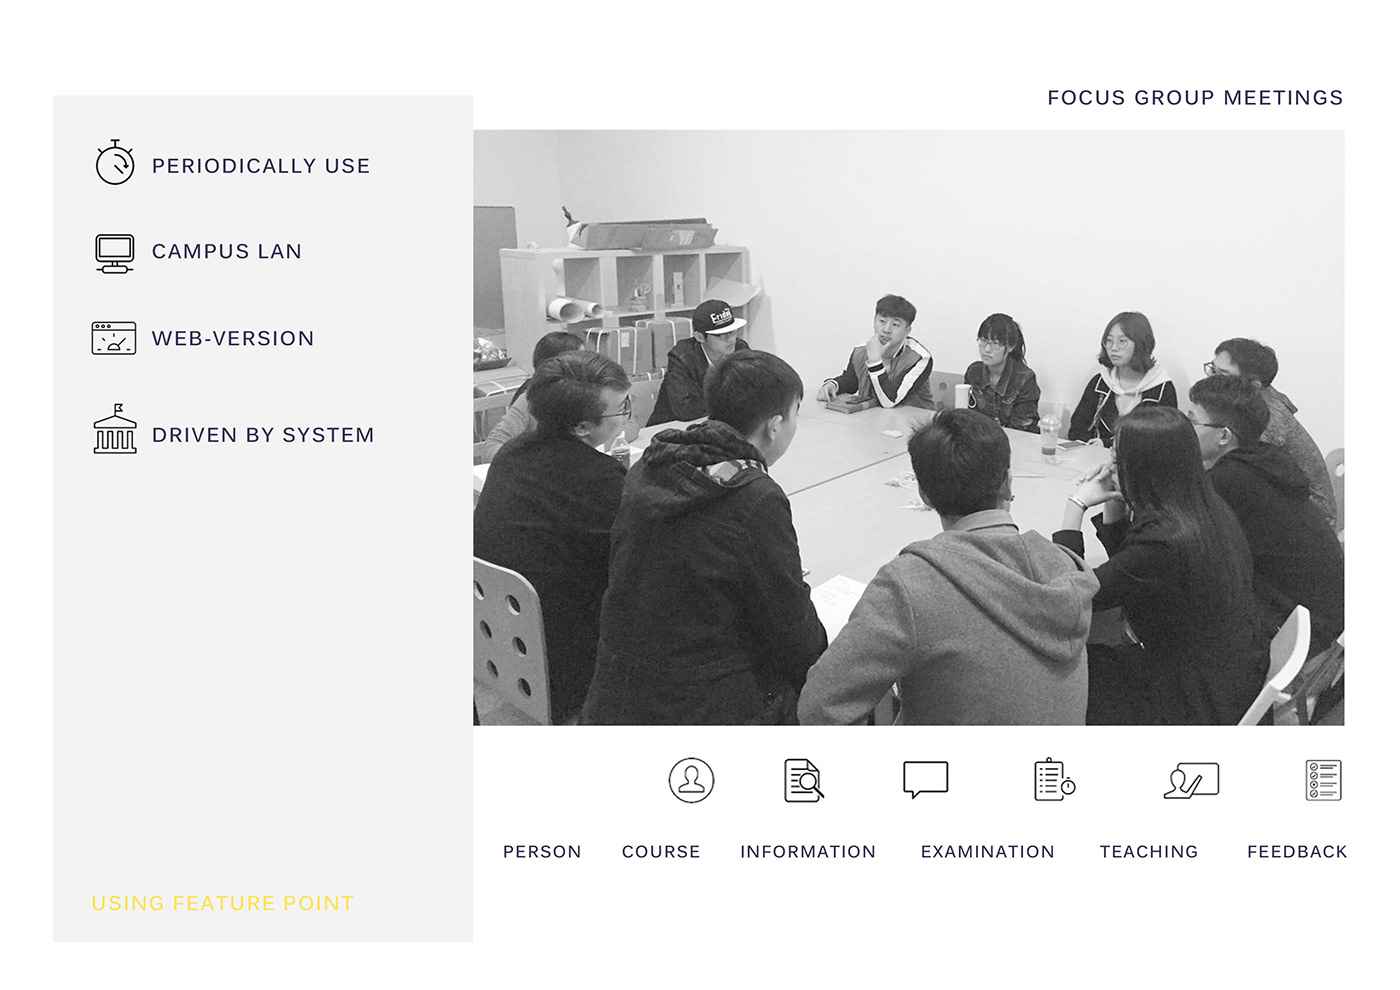 FOCUS GROUP MEETINGS
PERIODICALLY USE
CAMPUS LAN
WEB-VERSION
DRIVEN BY SYSTEM
USING FEATURE POINT
PERSON
COURSE
INFORMATION
EXAMINATION
TEACHING
FEEDBACK